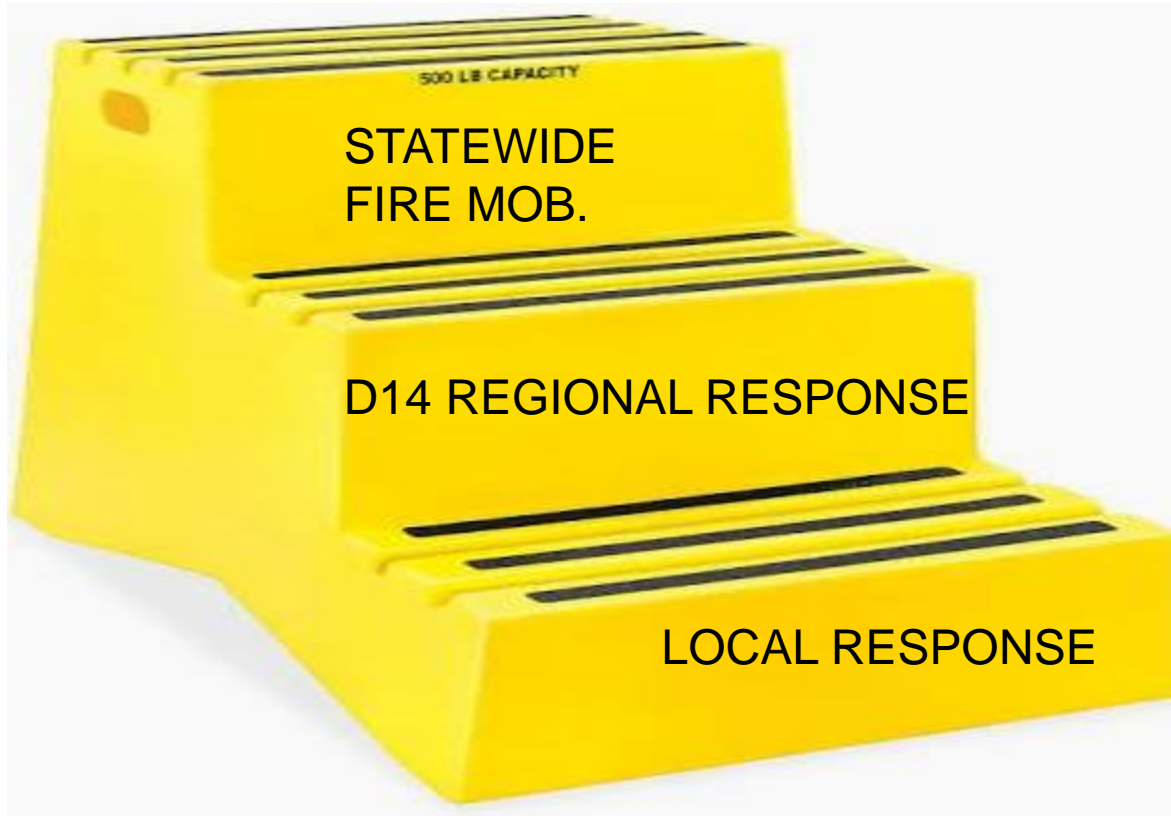 500 LB CAPACITY
STATEWIDE
FIRE MOB.
D14 REGIONAL RESPONSE
LOCAL RESPONSE